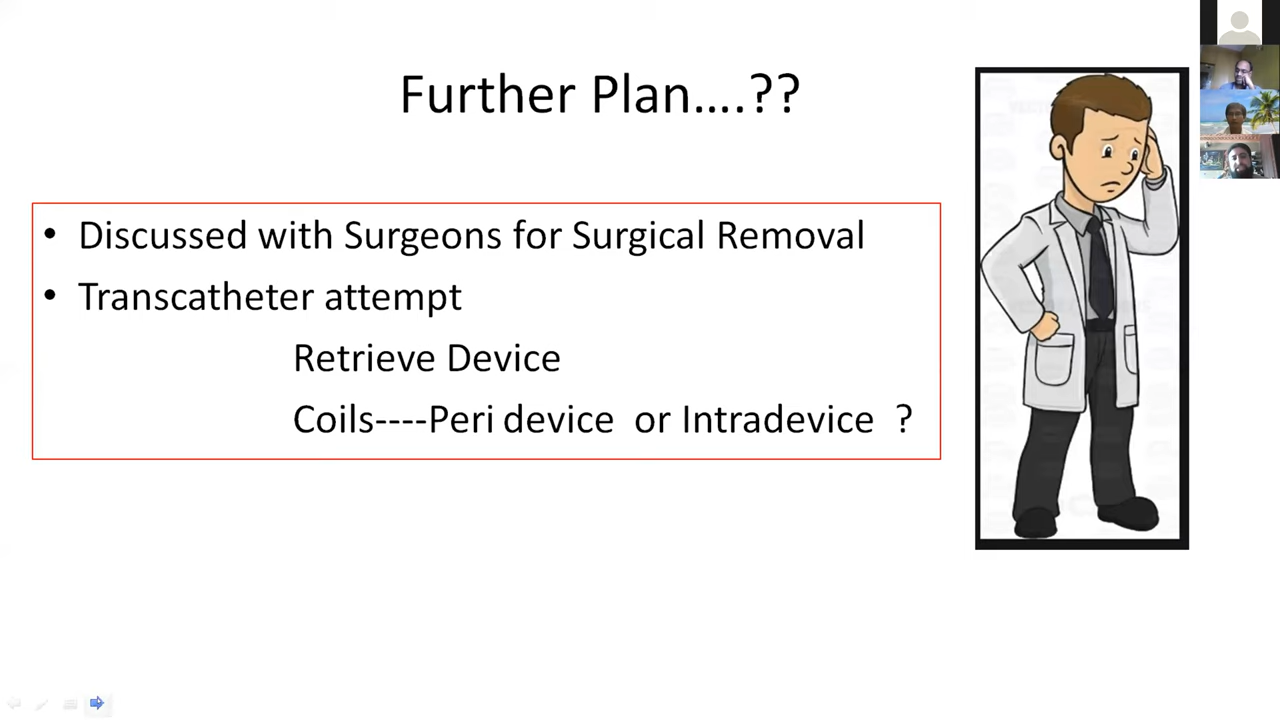 Further Plan....??
• Discussed with Surgeons for Surgical Removal
• Transcatheter attempt
Retrieve Device
Coils----Peri device or Intradevice ?